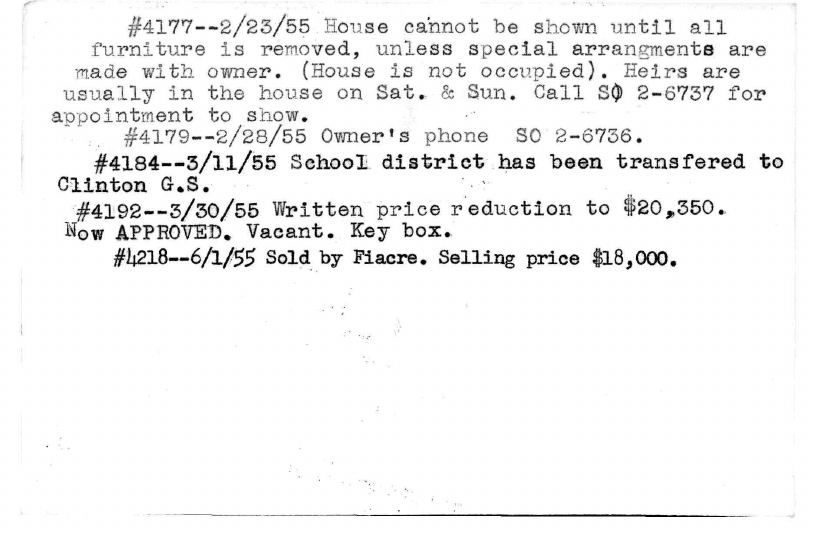 #4177--2/23/55 House cannot be shown until all
furniture is removed, unless special arrangments are
made with owner. (House is not occupied). Heirs are
usually in the house on Sat. & Sun. Call SO 2-6737 for
appointment to show.
#4179--2/28/55 Owner's phone SO 2-6736.
#4184--3/11/55 School district has been transfered to
Clinton G.S.
#4192--3/30/55 Written price reduction to $20,350.
Now APPROVED. Vacant. Key box.
#4218--6/1/55 Sold by Fiacre. Selling price $18,000.